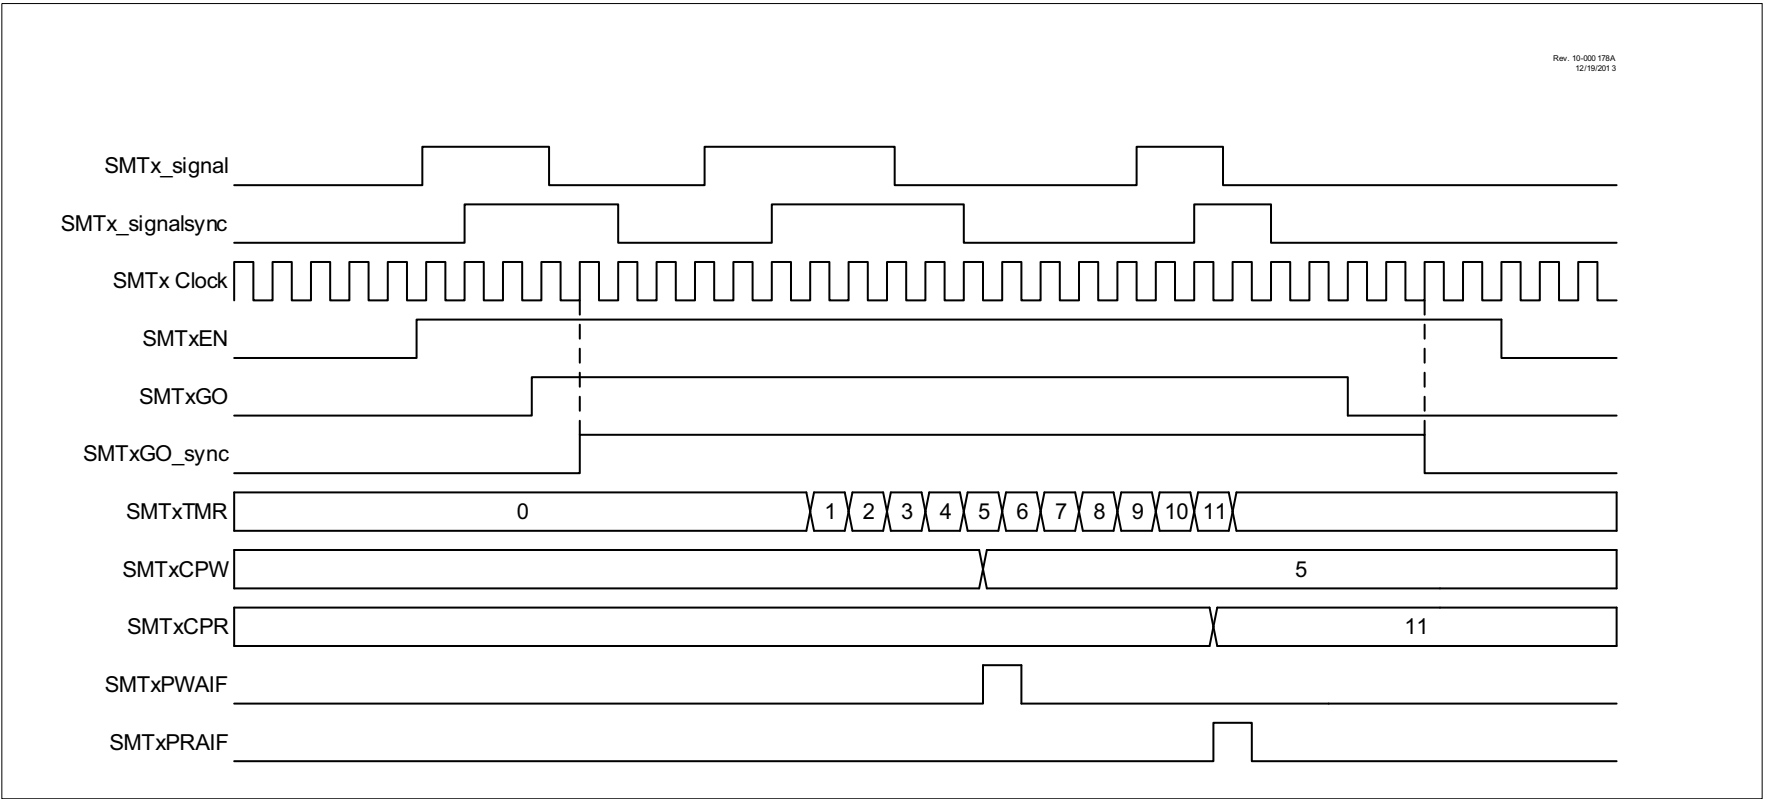 Rev. 10-000 178A
12/19/201 3
SMTx_signal
SMTx_signalsync
SMTx Clock
SMTxEN
SMTxGO
SMTxGO_sync
SMTxTMR 0 1 2 3 4 5 6 7 8 9 10 11
SMTxCPW 5
SMTxCPR 11
SMTxPWAIF
SMTxPRAIF